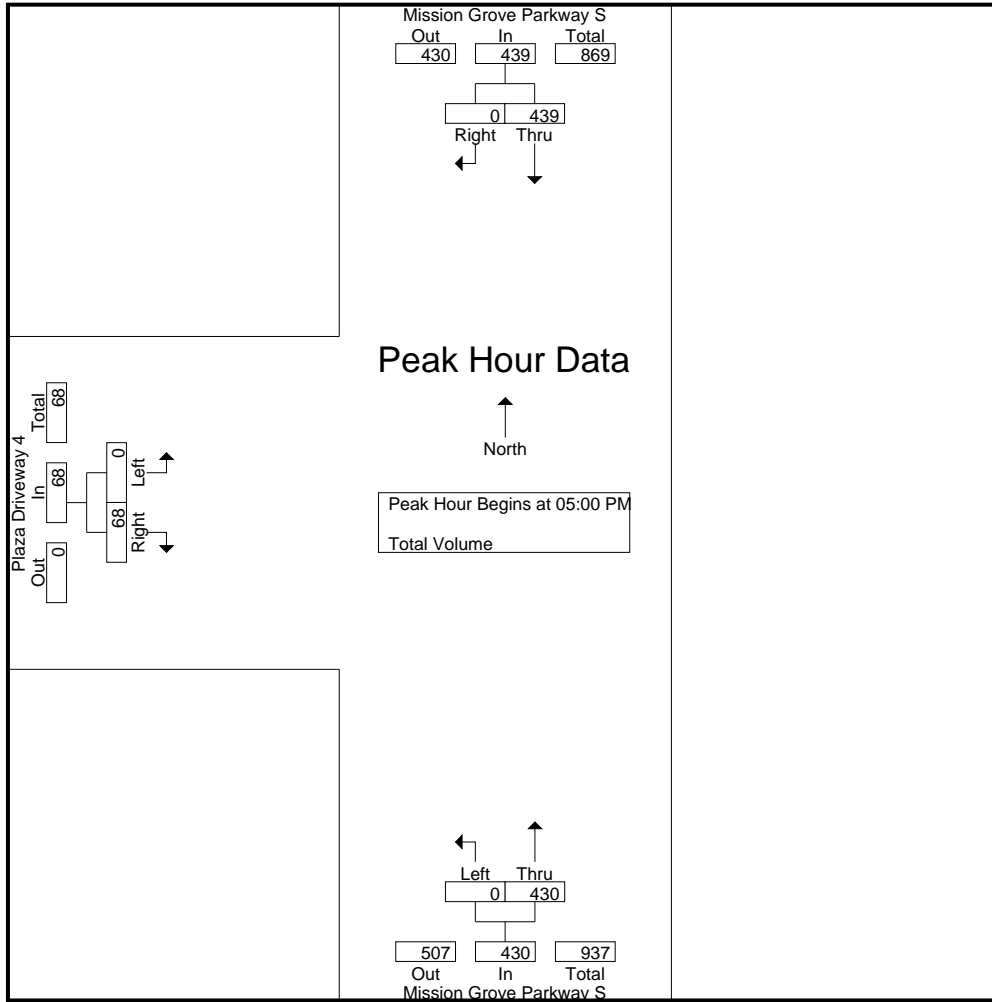 Mission Grove Parkway S
Out In Total
430 439 869
0 439
Right Thru
Peak Hour Data
North
Peak Hour Begins at 05:00 PM
Total Volume
Plaza Driveway 4
Out In Total
0 68 68
68 0
Right Left
Left Thru
0 430
507 430 937
Out In Total
Mission Grove Parkway S